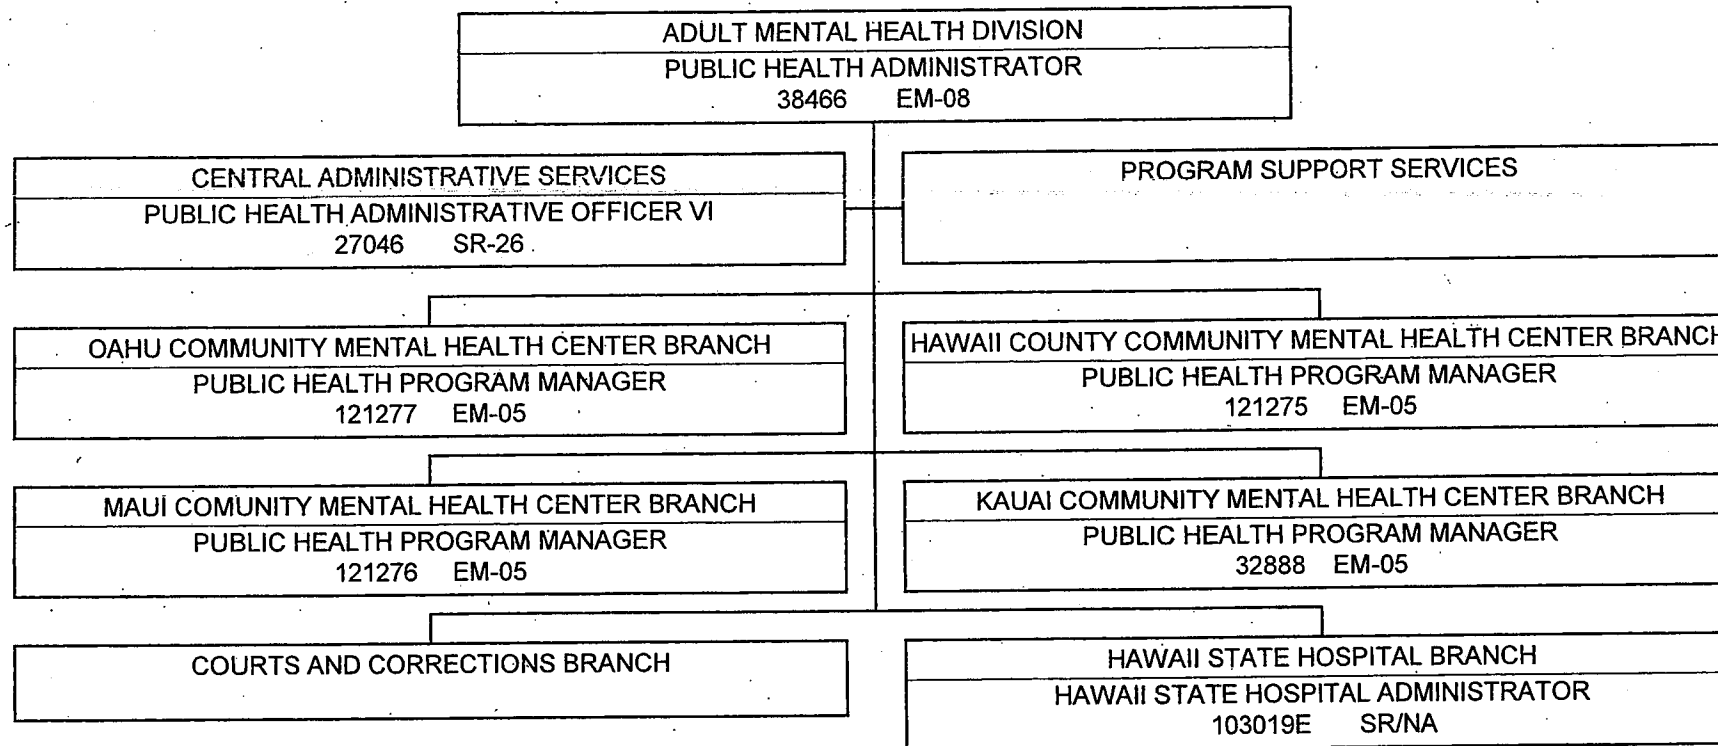 ADULT MENTAL HEALTH DIVISION
PUBLIC HEALTH ADMINISTRATOR
38466 EM-08
CENTRAL ADMINISTRATIVE SERVICES
PUBLIC HEALTH ADMINISTRATIVE OFFICER VI
27046 SR-26
PROGRAM SUPPORT SERVICES
OAHU COMMUNITY MENTAL HEALTH CENTER BRANCH
PUBLIC HEALTH PROGRAM MANAGER
121277 EM-05
HAWAII COUNTY COMMUNITY MENTAL HEALTH CENTER BRANCH
PUBLIC HEALTH PROGRAM MANAGER
121275 EM-05
MAUI COMUNITY MENTAL HEALTH CENTER BRANCH
PUBLIC HEALTH PROGRAM MANAGER
121276 EM-05
KAUAI COMMUNITY MENTAL HEALTH CENTER BRANCH
PUBLIC HEALTH PROGRAM MANAGER
32888 EM-05
COURTS AND CORRECTIONS BRANCH
HAWAII STATE HOSPITAL BRANCH
HAWAII STATE HOSPITAL ADMINISTRATOR
103019E SR/NA